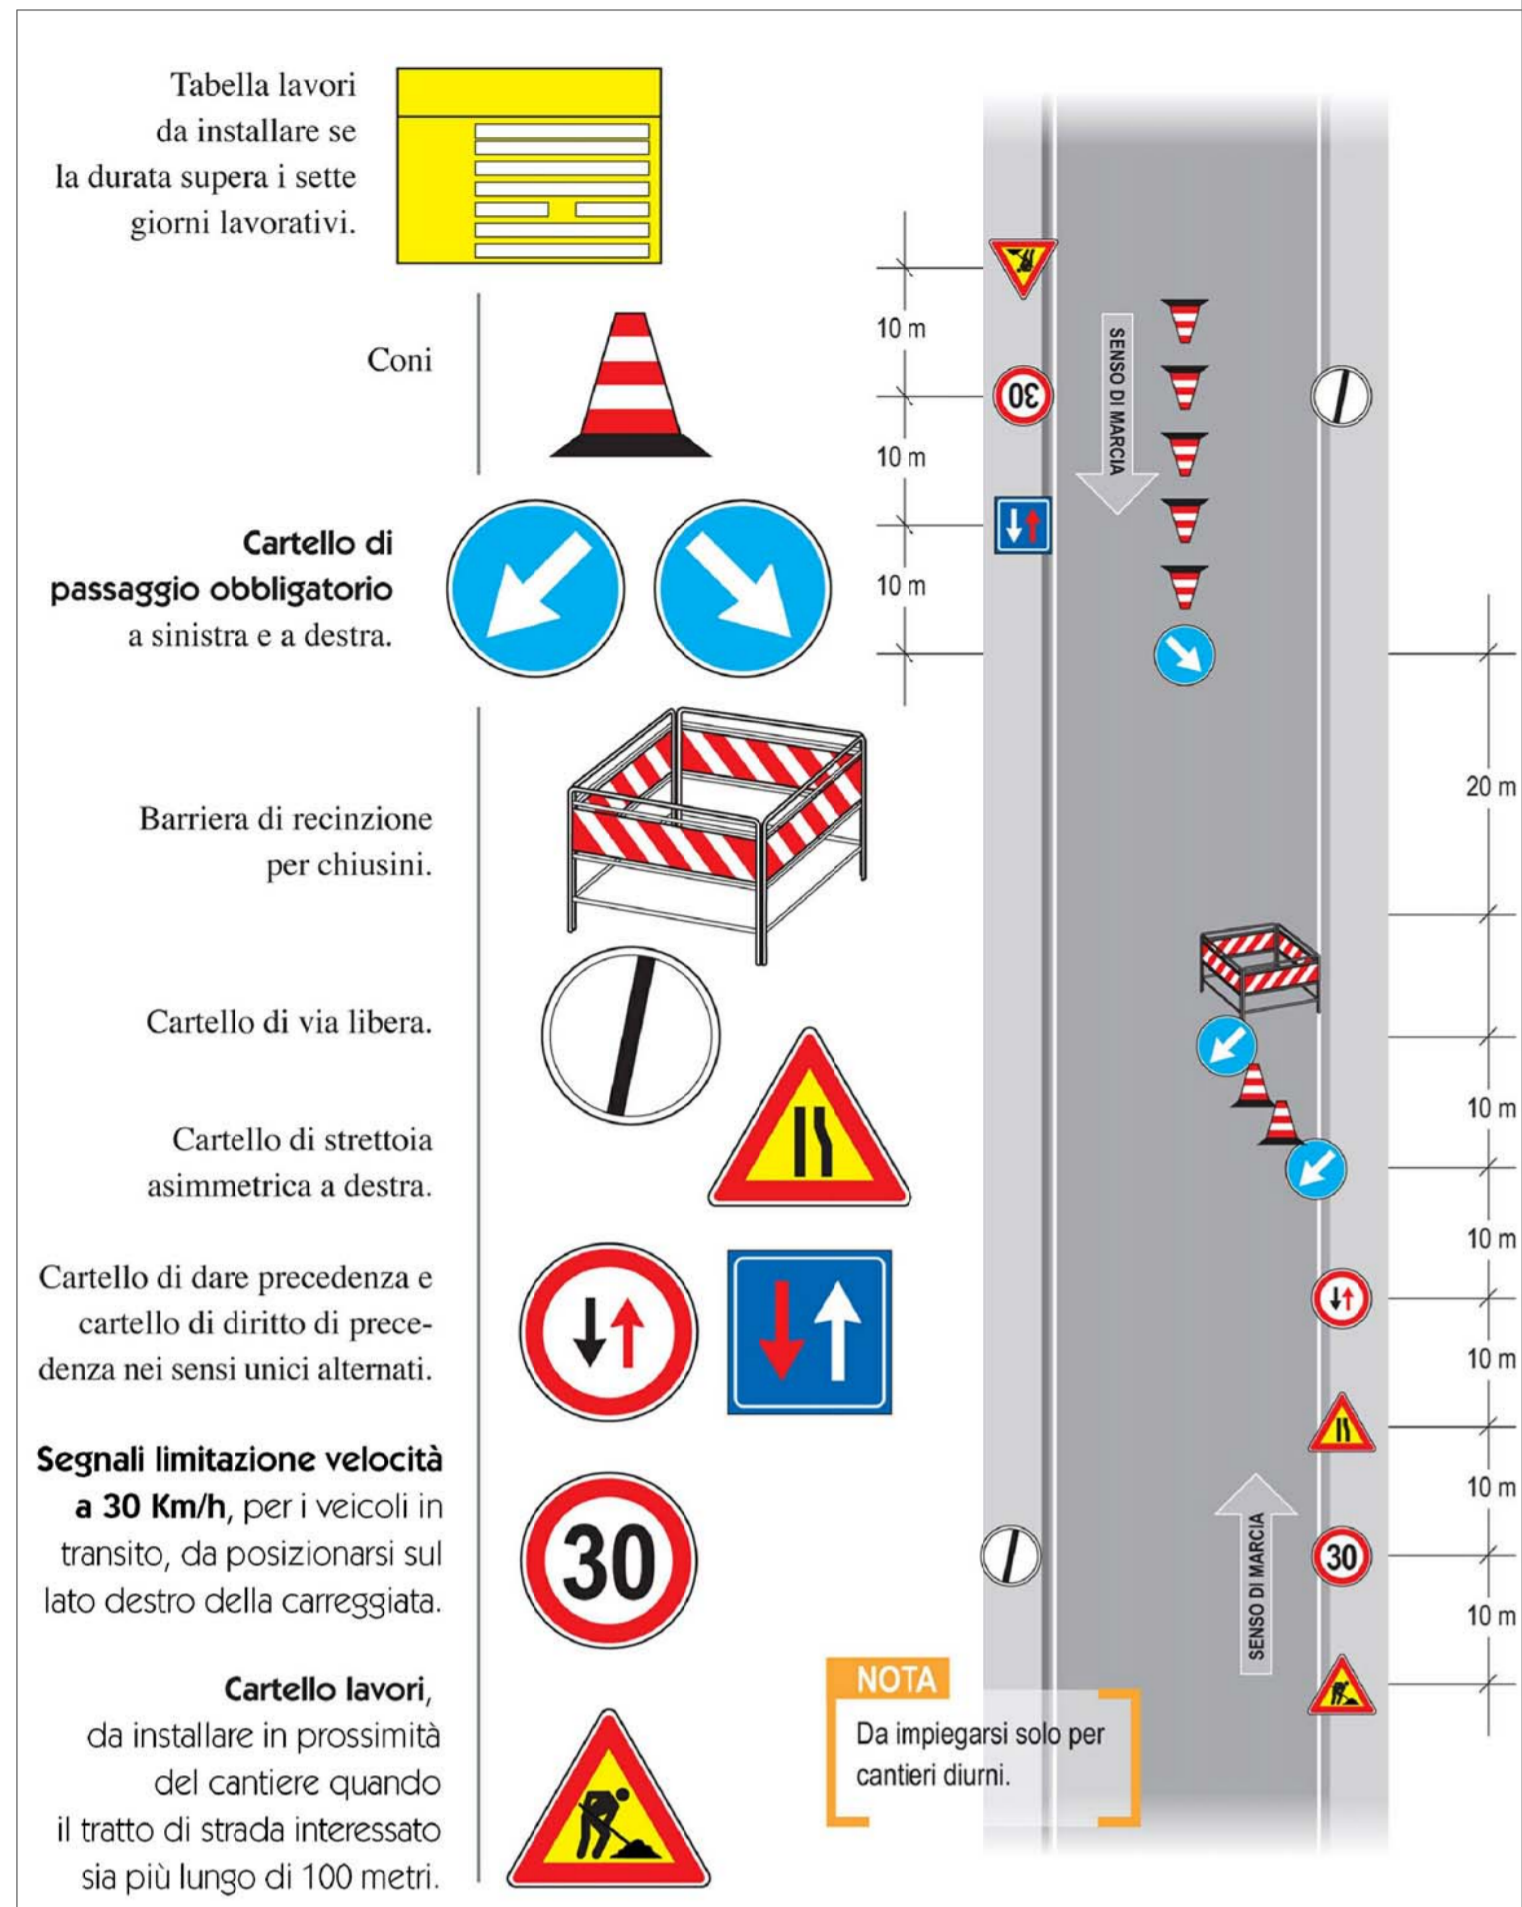 Tabella lavori
da installare se
la durata supera i sette
giorni lavorativi.
Coni
Cartello di
passaggio obbligatorio
a sinistra e a destra.
Barriera di recinzione
per chiusini.
Cartello di via libera.
Cartello di strettoia
asimmetrica a destra.
Cartello di dare precedenza e
cartello di diritto di prece-
denza nei sensi unici alternati.
Segnali limitazione velocità
a 30 Km/h, per i veicoli in
transito, da posizionarsi sul
lato destro della carreggiata.
30
Cartello lavori,
da installare in prossimità
del cantiere quando
il tratto di strada interessato
sia più lungo di 100 metri.
10 m
10 m
10 m
30
SENSO DI MARCIA
20 m
10 m
10 m
10 m
10 m
10 m
30
SENSO DI MARCIA
NOTA
Da impiegarsi solo per
cantieri diurni.